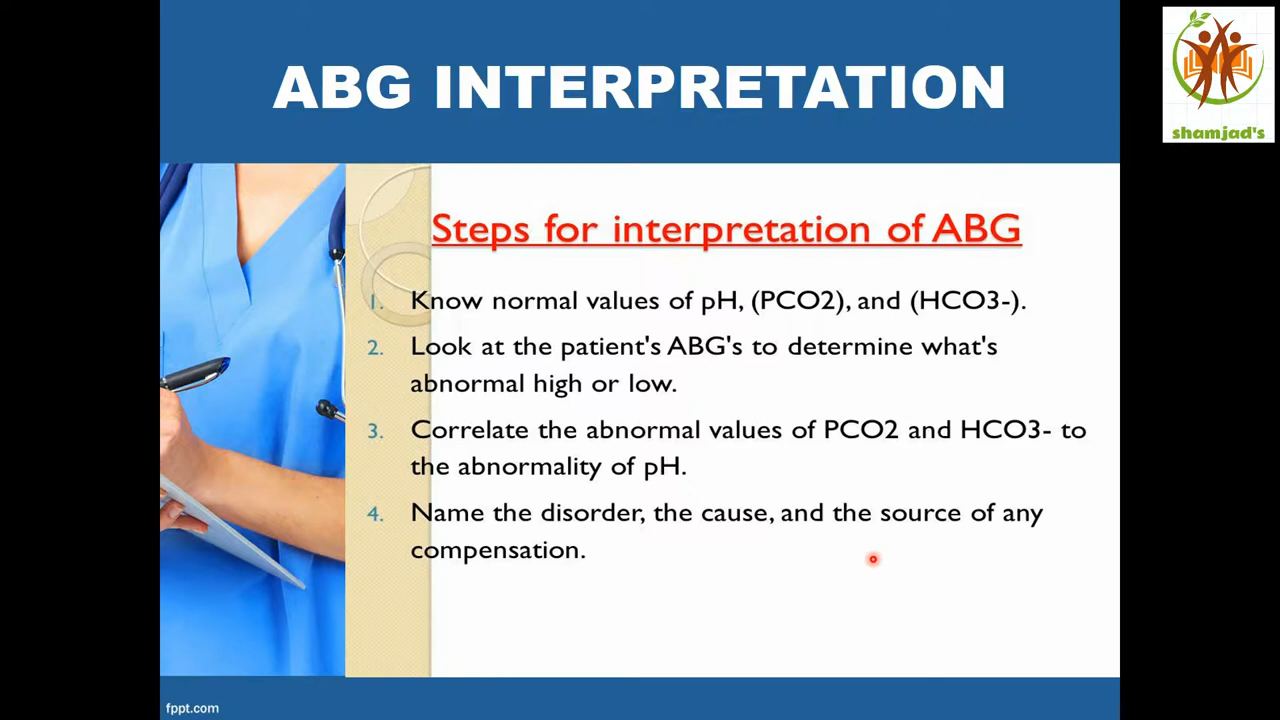 ABG INTERPRETATION
shamjad's
Steps for interpretation of ABG
1. Know normal values of pH, (PCO2), and (HCO3-).
2. Look at the patient's ABG's to determine what's
abnormal high or low.
3. Correlate the abnormal values of PCO2 and HCO3- to
the abnormality of pH.
4. Name the disorder, the cause, and the source of any
compensation.
fppt.com